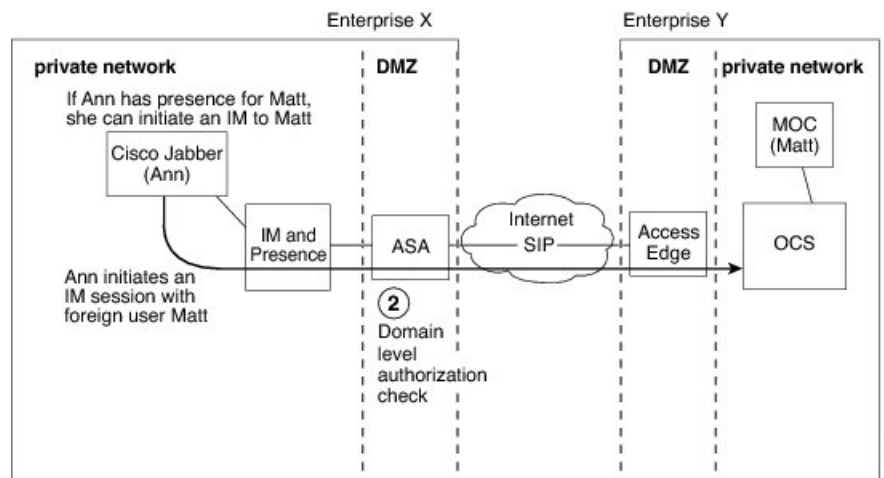 Enterprise X
Enterprise Y
private network
DMZ
DMZ
private network
If Ann has presence for Matt,
she can initiate an IM to Matt
Cisco Jabber
(Ann)
MOC
(Matt)
IM and
Presence
ASA
Internet
SIP
Access
Edge
OCS
Ann initiates an
IM session with
foreign user Matt
2
Domain
level
authorization
check